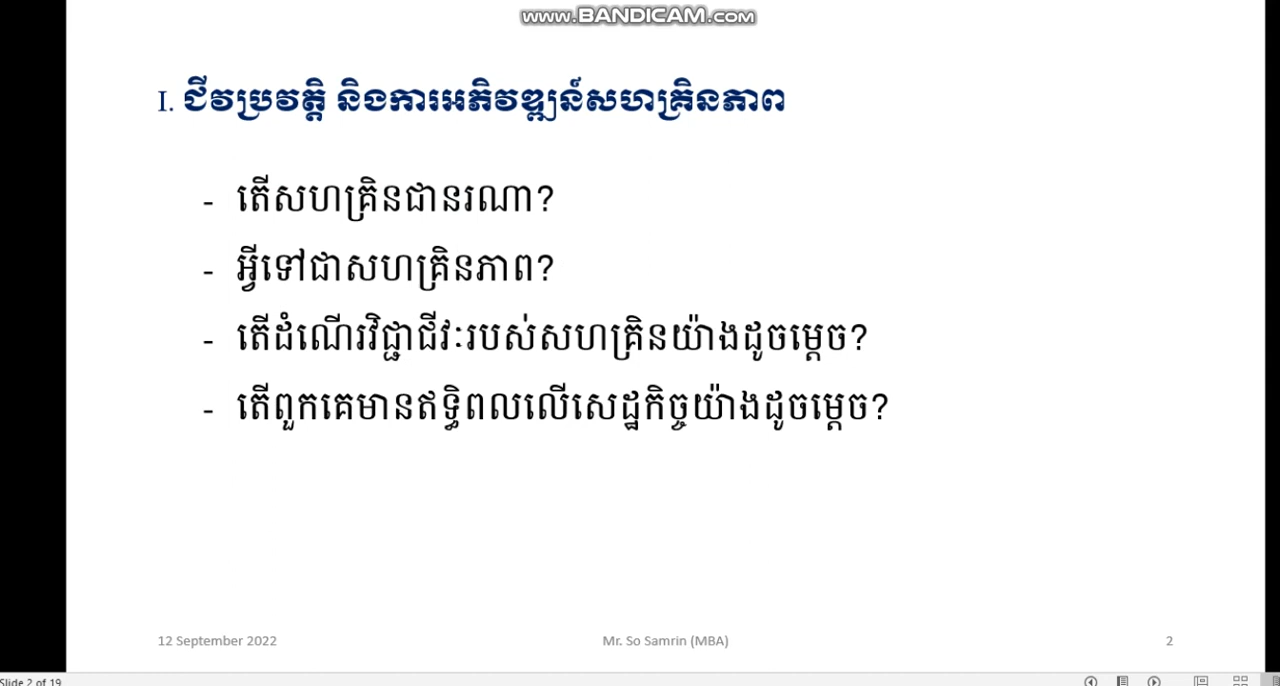 www.BANDICAM.com
I. ជីវប្រវត្តិ និងការអភិវឌ្ឍន៍សហគ្រិនភាព
- តើសហគ្រិនជានរណា?
- អ្វីទៅជាសហគ្រិនភាព?
- តើដំណើរវិជ្ជាជីវៈរបស់សហគ្រិនយ៉ាងដូចម្តេច?
- តើពួកគេមានឥទ្ធិពលលើសេដ្ឋកិច្ចយ៉ាងដូចម្តេច?
12 September 2022 Mr. So Samrin (MBA) 2
Slide 2 of 19